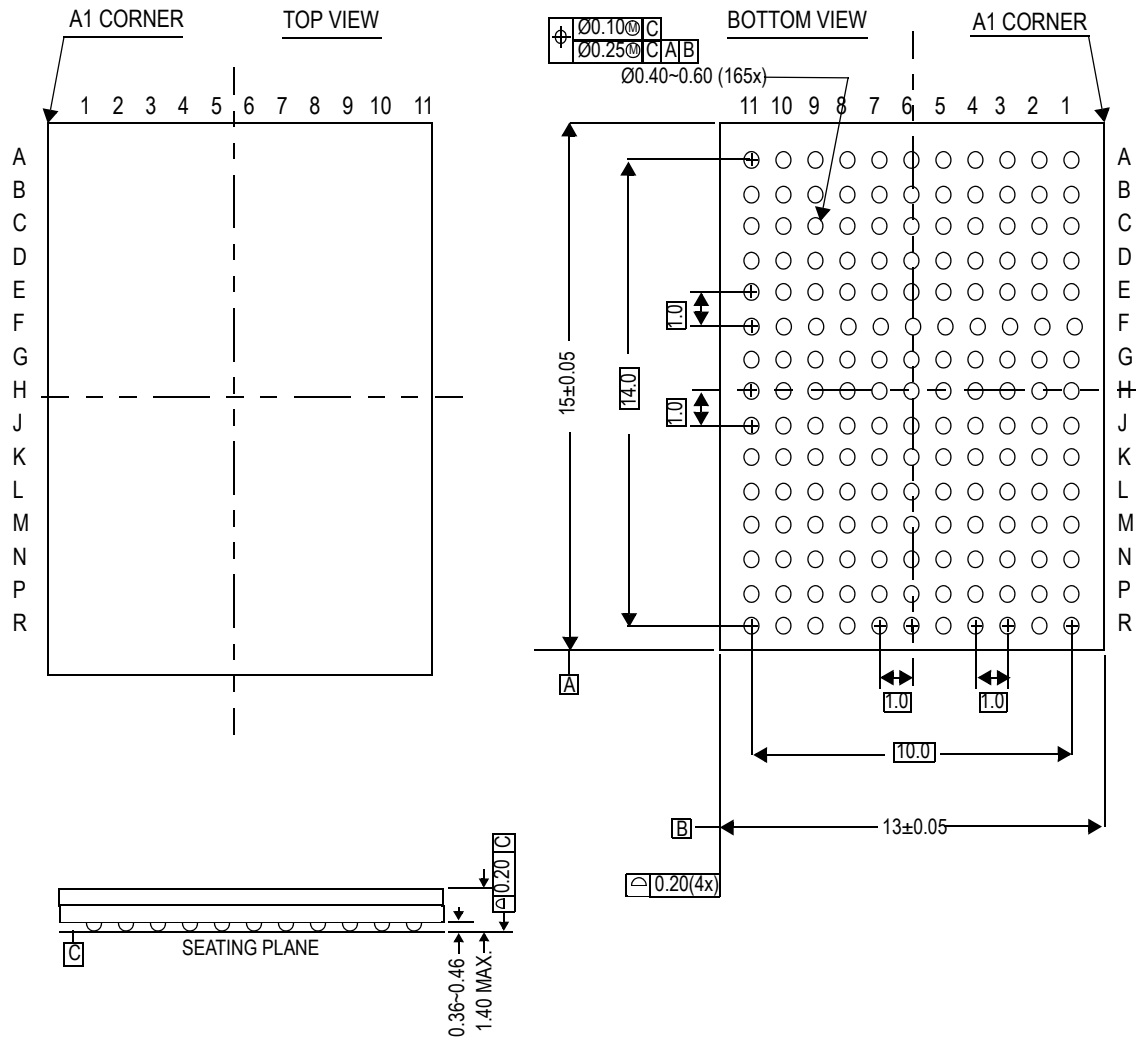 A1 CORNER
TOP VIEW
1 2 3 4 5 6 7 8 9 10 11
A
B
C
D
E
F
G
H
J
K
L
M
N
P
R
Ø0.10Ⓜ C
Ø0.25Ⓜ C A B
Ø0.40~0.60 (165x)
BOTTOM VIEW
A1 CORNER
11 10 9 8 7 6 5 4 3 2 1
A
B
C
D
E
F
G
H
J
K
L
M
N
P
R
1.0
1.0
14.0
15±0.05
A
1.0
1.0
10.0
B
13±0.05
0.20(4x)
0.20 C
C
SEATING PLANE
0.36~0.46
1.40 MAX.